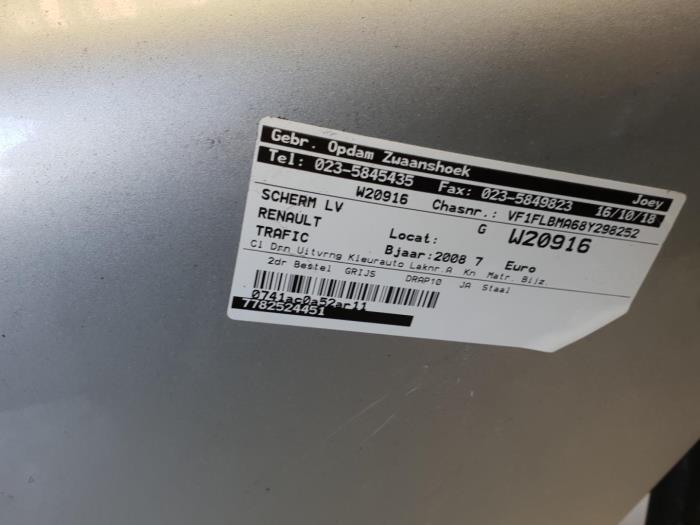 Gebr. Opdam Zwaanshoek Joey
Tel: 023-5845435 Fax: 023-5849823 16/10/18
W20916 Chasnr.: VF1FLBMA68Y298252
SCHERM LV G W20916
RENAULT Locat:
TRAFIC Bjaar:2008 7 Euro
Cl Drn Uitvrng Kleurauto Laknr.A Kn Matr. Bijz.
2dr Bestel GRIJS DRAP10 JA Staal
0741ac0a52ar11
7782524451